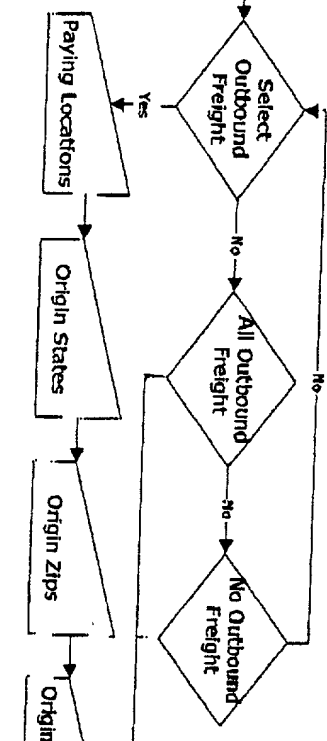 Select
Outbound
Freight
Yes
Paying Locations
No
All Outbound
Freight
No
No Outbound
Freight
No
Origin States
Origin Zips
Origin